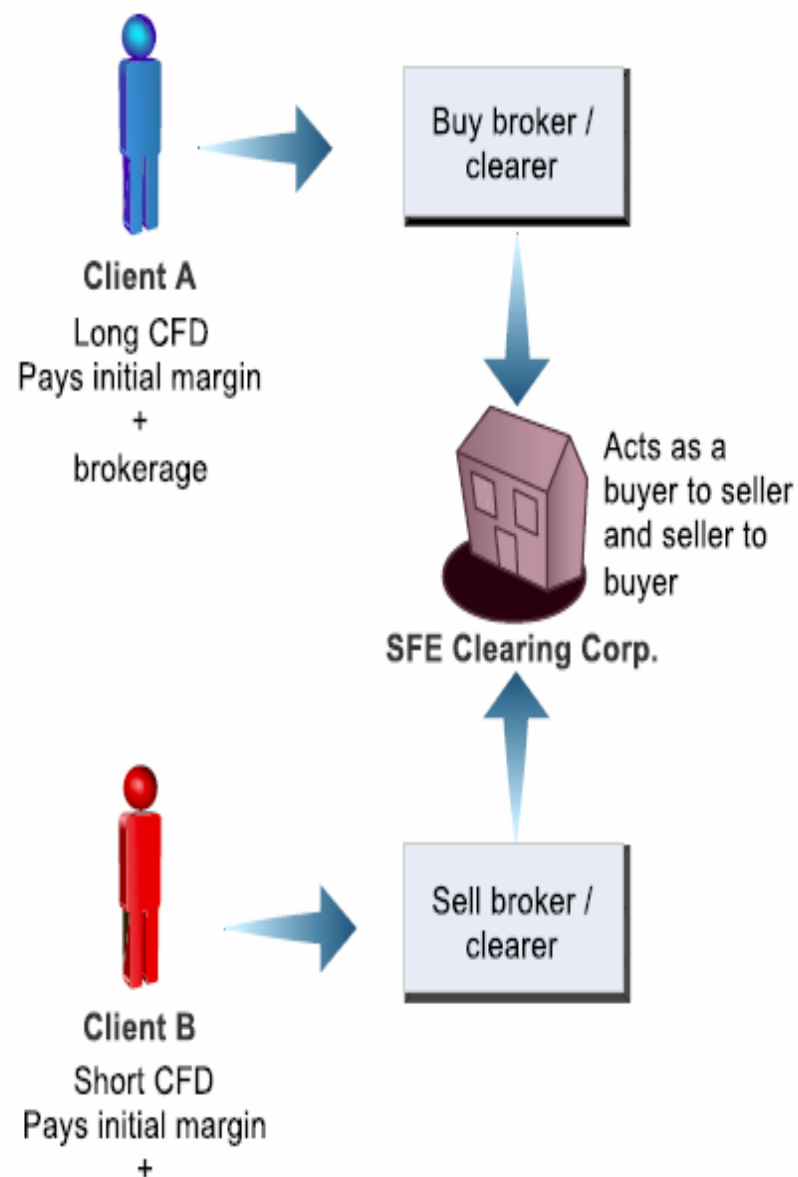 Buy broker /
clearer
Client A
Long CFD
Pays initial margin
+
brokerage
Acts as a
buyer to seller
and seller to
buyer
SFE Clearing Corp.
Sell broker /
clearer
Client B
Short CFD
Pays initial margin
+